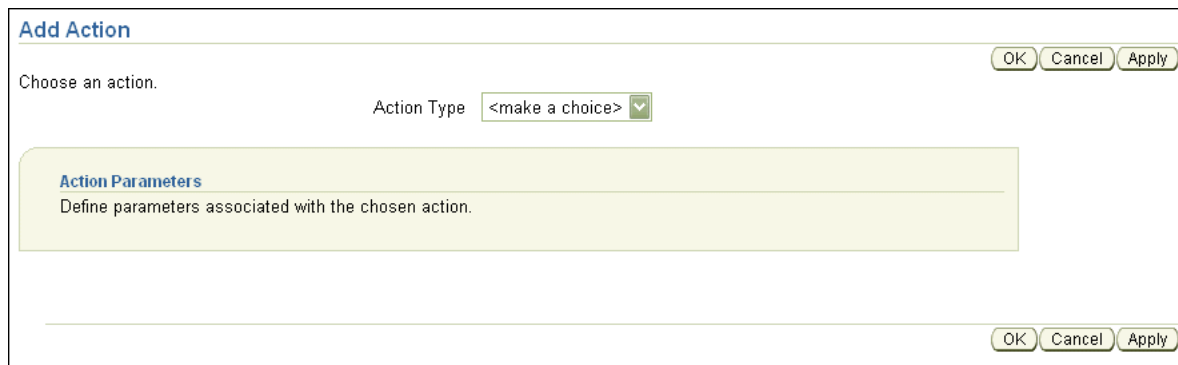 Add Action
OK Cancel Apply
Choose an action.
Action Type <make a choice>
Action Parameters
Define parameters associated with the chosen action.
OK Cancel Apply